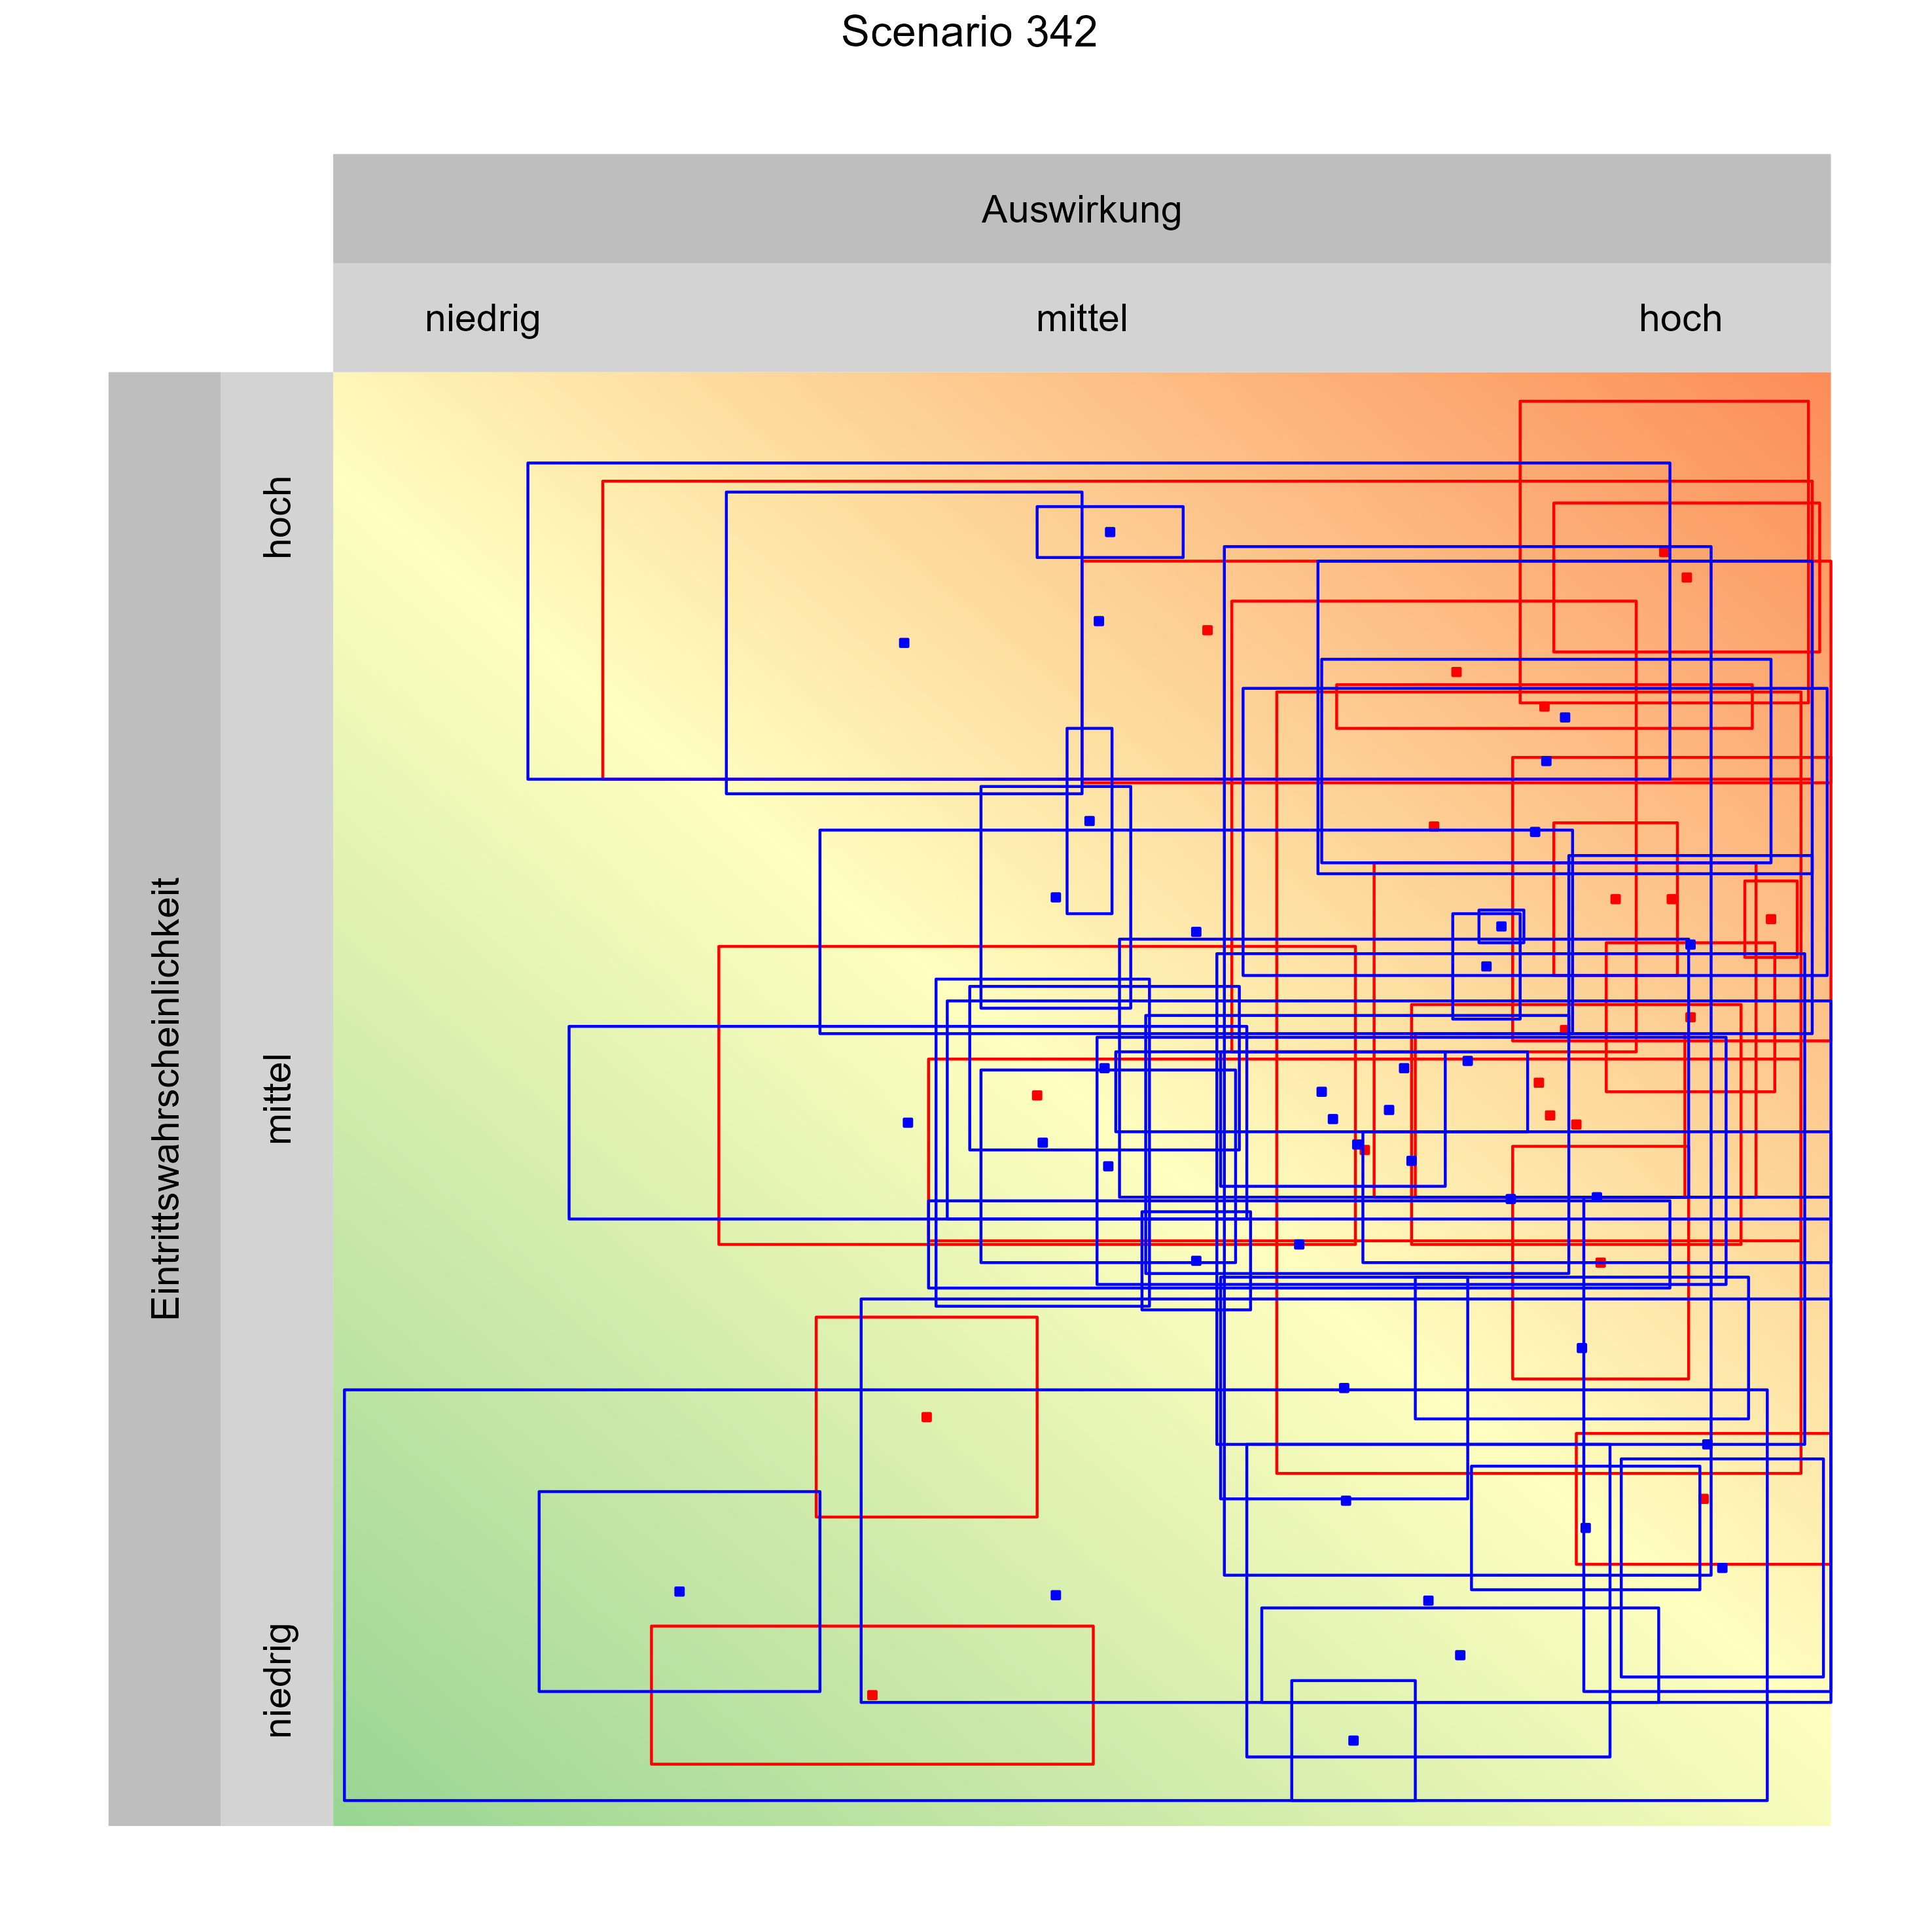 Scenario 342
Auswirkung
niedrig
mittel
hoch
Eintrittswahrscheinlichkeit
hoch
mittel
niedrig